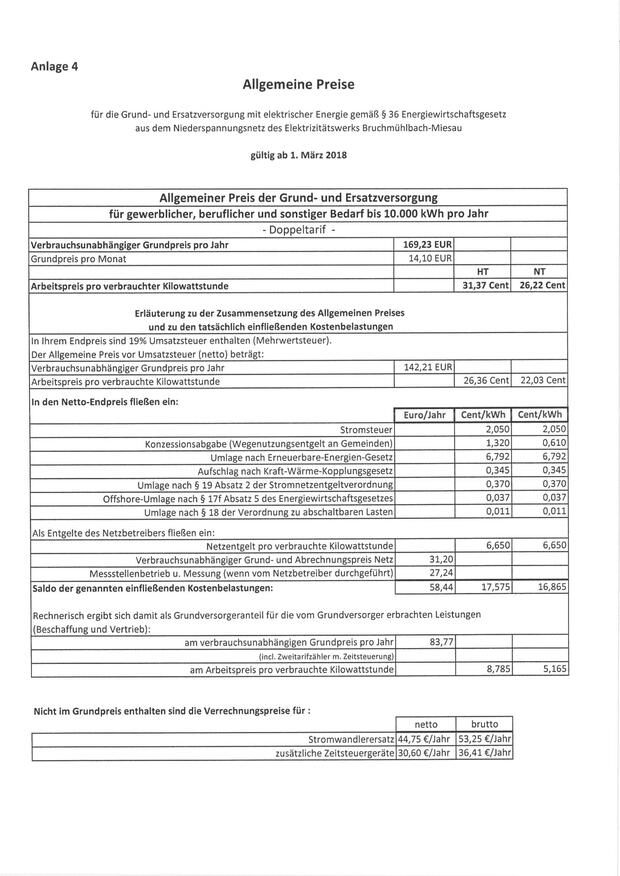 Anlage 4
Allgemeine Preise
für die Grund- und Ersatzversorgung mit elektrischer Energie gemäß § 36 Energiewirtschaftsgesetz
aus dem Niederspannungsnetz des Elektrizitätswerks Bruchmühlbach-Miesau
gültig ab 1. März 2018
Allgemeiner Preis der Grund- und Ersatzversorgung
für gewerblicher, beruflicher und sonstiger Bedarf bis 10.000 kWh pro Jahr
- Doppeltarif -
Verbrauchsunabhängiger Grundpreis pro Jahr 169,23 EUR
Grundpreis pro Monat 14,10 EUR
HT NT
Arbeitspreis pro verbrauchter Kilowattstunde 31,37 Cent 26,22 Cent
Erläuterung zu der Zusammensetzung des Allgemeinen Preises
und zu den tatsächlich einfließenden Kostenbelastungen
In Ihrem Endpreis sind 19% Umsatzsteuer enthalten (Mehrwertsteuer).
Der Allgemeine Preis vor Umsatzsteuer (netto) beträgt:
Verbrauchsunabhängiger Grundpreis pro Jahr 142,21 EUR
Arbeitspreis pro verbrauchte Kilowattstunde 26,36 Cent 22,03 Cent
In den Netto-Endpreis fließen ein:
Euro/Jahr Cent/kWh Cent/kWh
Stromsteuer 2,050 2,050
Konzessionsabgabe (Wegenutzungsentgelt an Gemeinden) 1,320 0,610
Umlage nach Erneuerbare-Energien-Gesetz 6,792 6,792
Aufschlag nach Kraft-Wärme-Kopplungsgesetz 0,345 0,345
Umlage nach § 19 Absatz 2 der Stromnetzentgeltverordnung 0,370 0,370
Offshore-Umlage nach § 17f Absatz 5 des Energiewirtschaftsgesetzes 0,037 0,037
Umlage nach § 18 der Verordnung zu abschaltbaren Lasten 0,011 0,011
Als Entgelte des Netzbetreibers fließen ein:
Netzentgelt pro verbrauchte Kilowattstunde 6,650 6,650
Verbrauchsunabhängiger Grund- und Abrechnungspreis Netz 31,20
Messstellenbetrieb u. Messung (wenn vom Netzbetreiber durchgeführt) 27,24
Saldo der genannten einfließenden Kostenbelastungen: 58,44 17,575 16,865
Rechnerisch ergibt sich damit als Grundversorgeranteil für die vom Grundversorger erbrachten Leistungen
(Beschaffung und Vertrieb):
am verbrauchsunabhängigen Grundpreis pro Jahr 83,77
(incl. Zweitarifzähler m. Zeitsteuerung)
am Arbeitspreis pro verbrauchte Kilowattstunde 8,785 5,165
Nicht im Grundpreis enthalten sind die Verrechnungspreise für :
netto brutto
Stromwandlerersatz 44,75 €/Jahr 53,25 €/Jahr
zusätzliche Zeitsteuergeräte 30,60 €/Jahr 36,41 €/Jahr